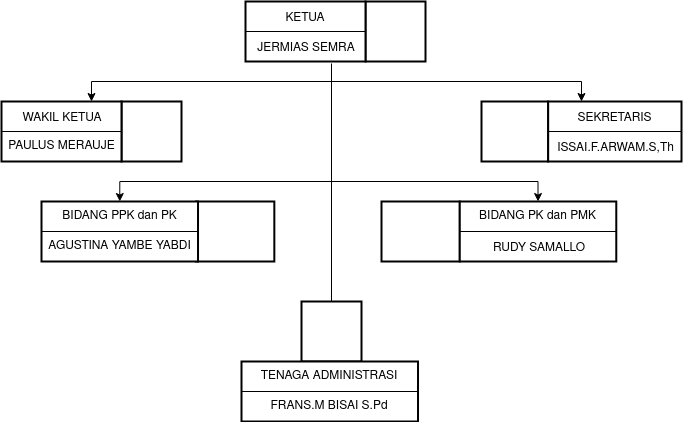 KETUA
JERMIAS SEMRA
WAKIL KETUA
PAULUS MERAUJE
SEKRETARIS
ISSAI.F.ARWAM.S,Th
BIDANG PPK dan PK
AGUSTINA YAMBE YABDI
BIDANG PK dan PMK
RUDY SAMALLO
TENAGA ADMINISTRASI
FRANS.M BISAI S.Pd